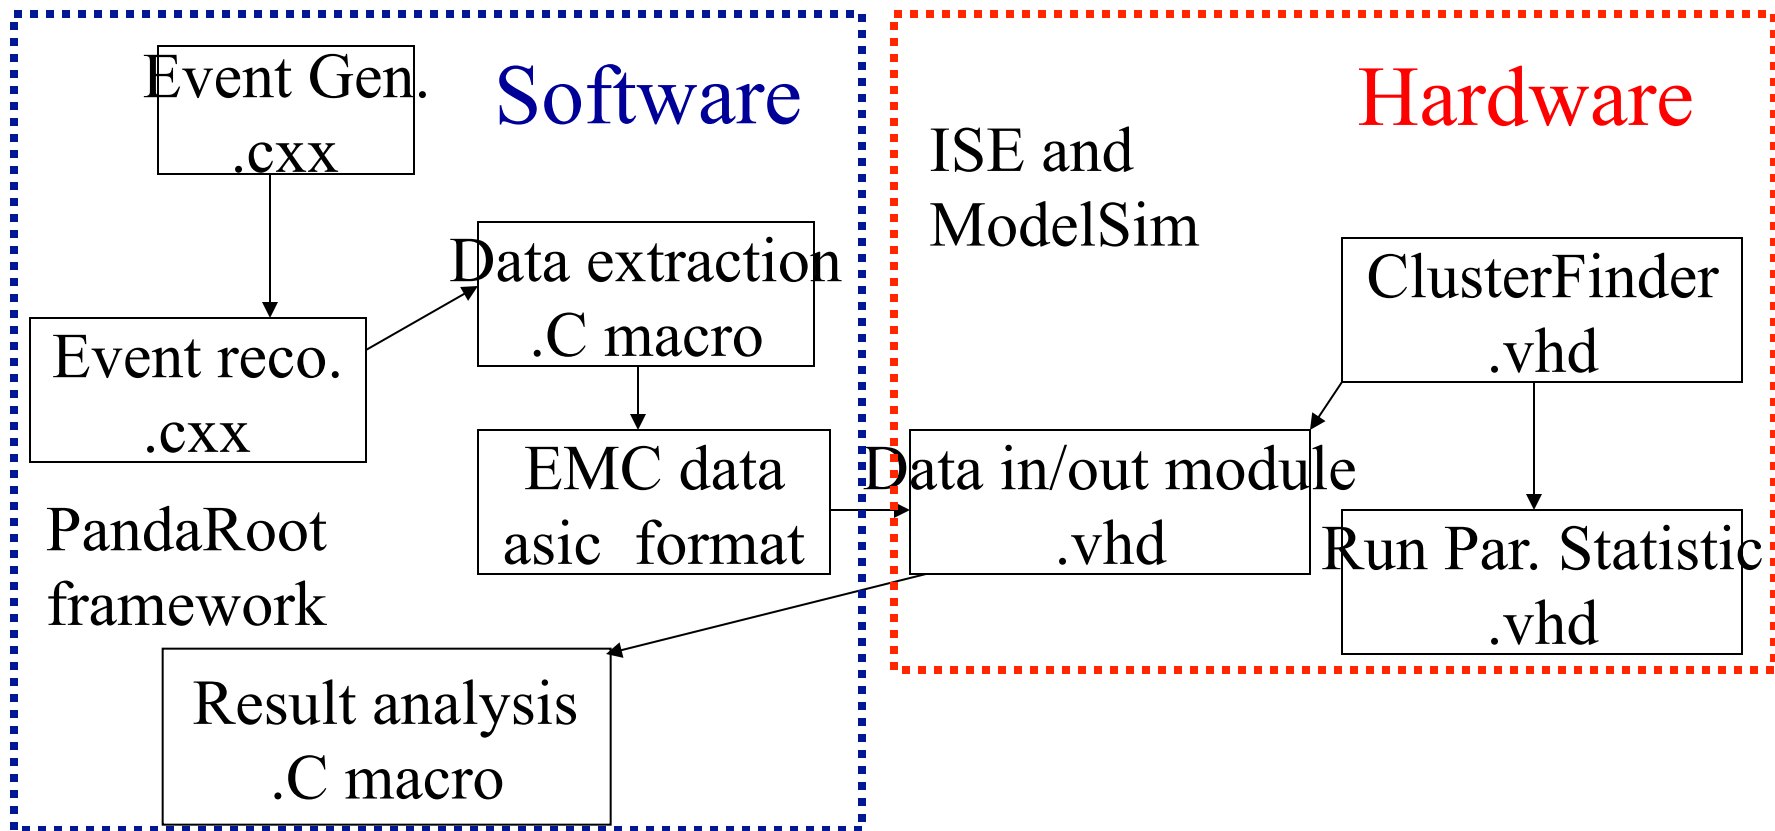 Event Gen.
.cxx
Software
Data extraction
.C macro
Event reco.
.cxx
EMC data
asic  format
PandaRoot
framework
Result analysis
.C macro
Hardware
ISE and
ModelSim
ClusterFinder
.vhd
Data in/out module
.vhd
Run Par. Statistic
.vhd